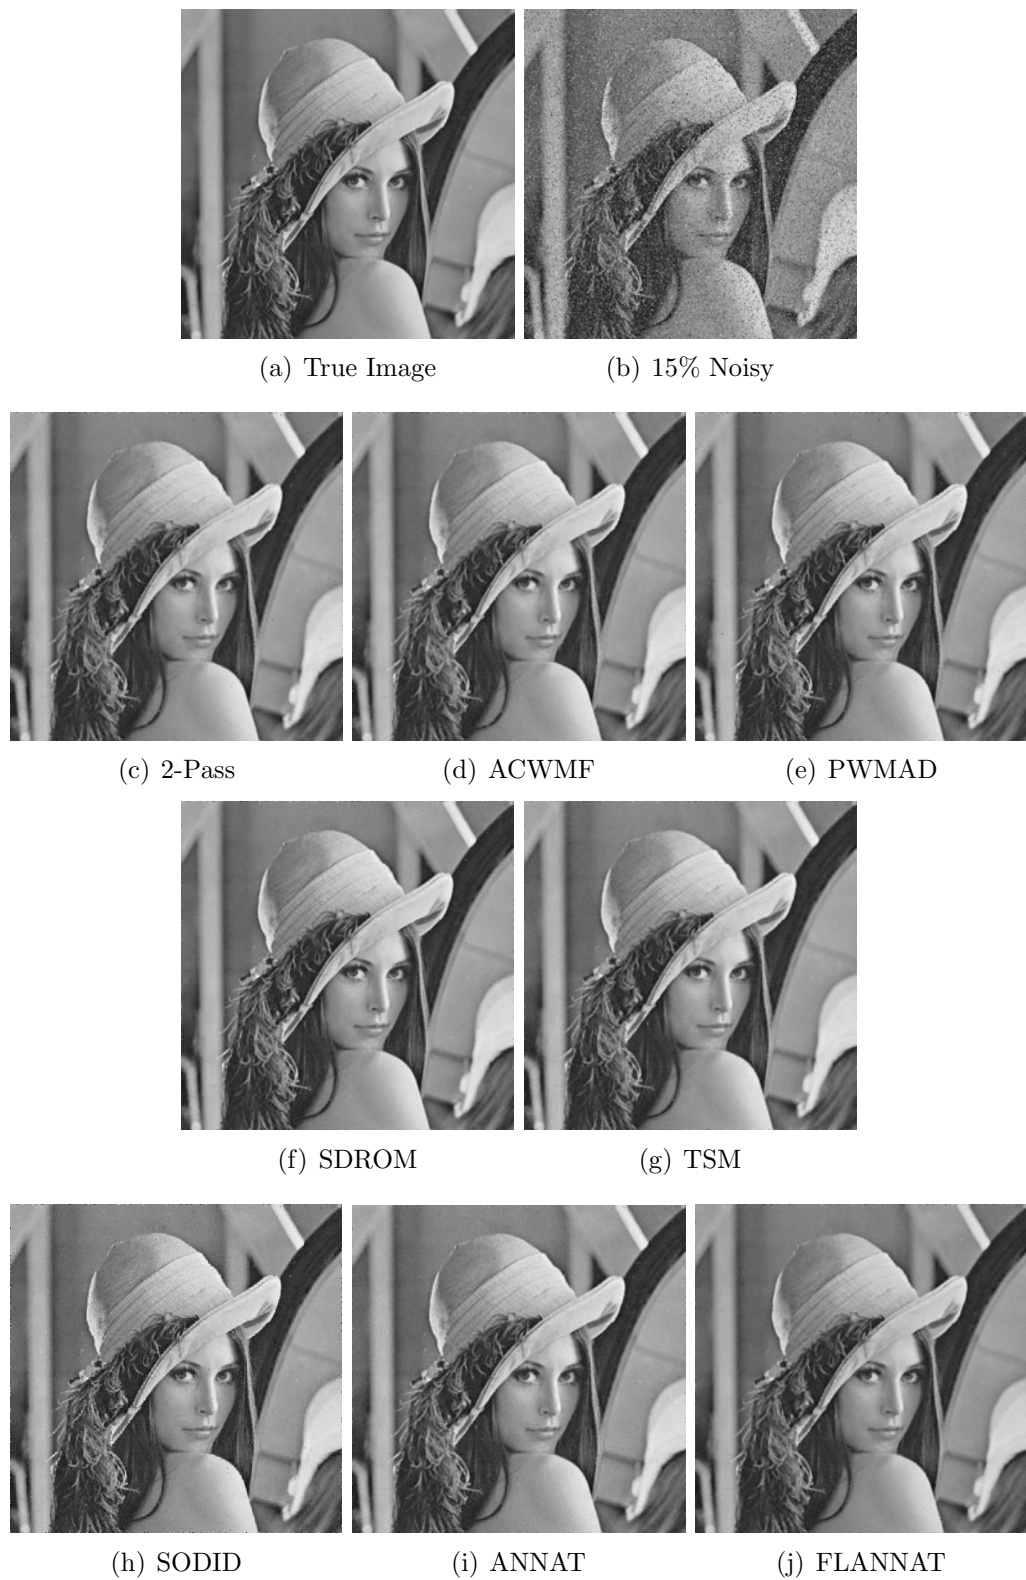 (a) True Image
(b) 15% Noisy
(c) 2-Pass
(d) ACWMF
(e) PWMAD
(f) SDROM
(g) TSM
(h) SODID
(i) ANNAT
(j) FLANNAT